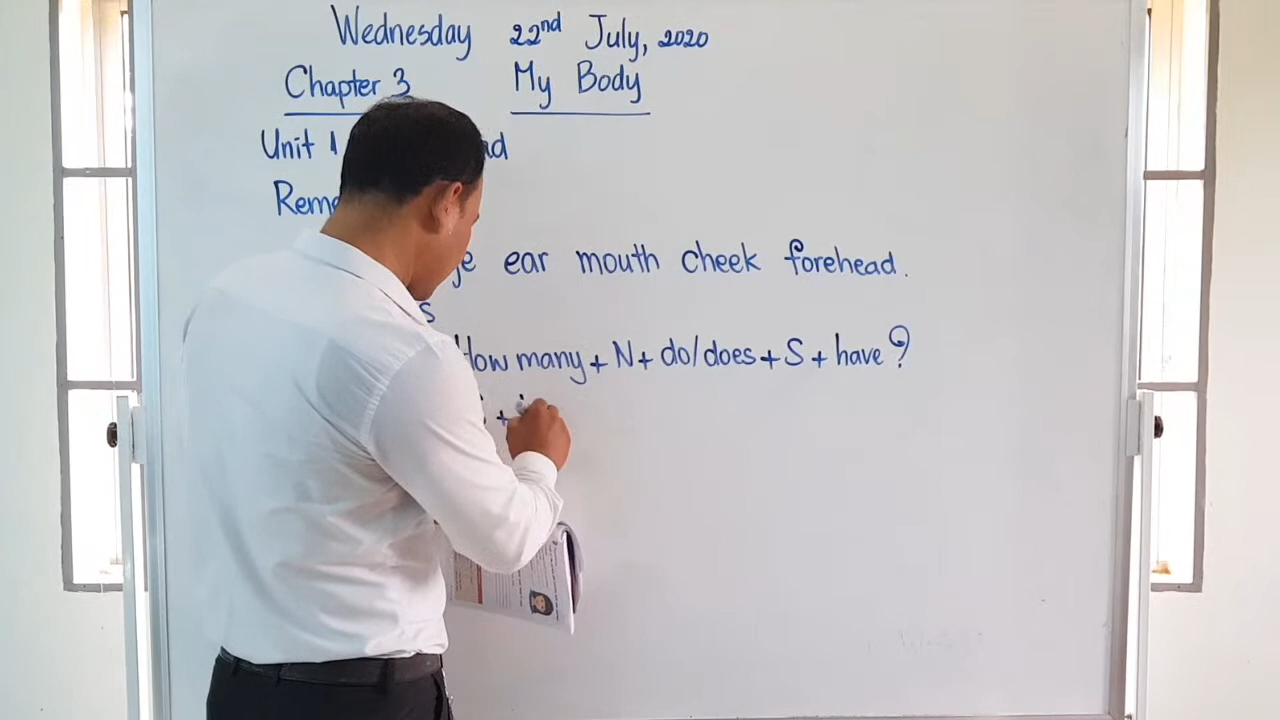 Wednesday 22nd July, 2020
Chapter 3 My Body
Unit 1
ear mouth cheek forehead.
How many + N + do/does + S + have?
+